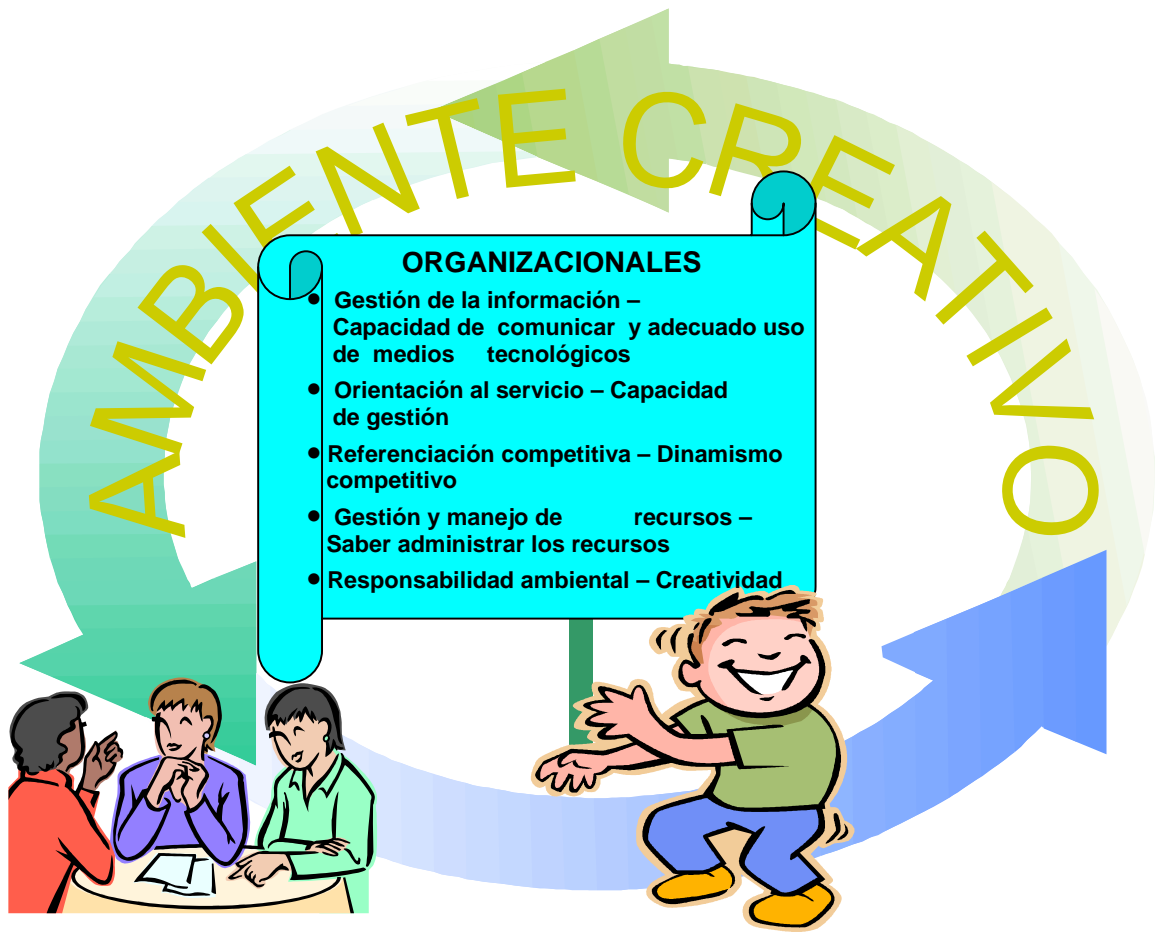 AMBIENTE CREATIVO
ORGANIZACIONALES
• Gestión de la información –
Capacidad de comunicar y adecuado uso
de medios tecnológicos
• Orientación al servicio – Capacidad
de gestión
• Referenciación competitiva – Dinamismo
competitivo
• Gestión y manejo de recursos –
Saber administrar los recursos
• Responsabilidad ambiental – Creatividad